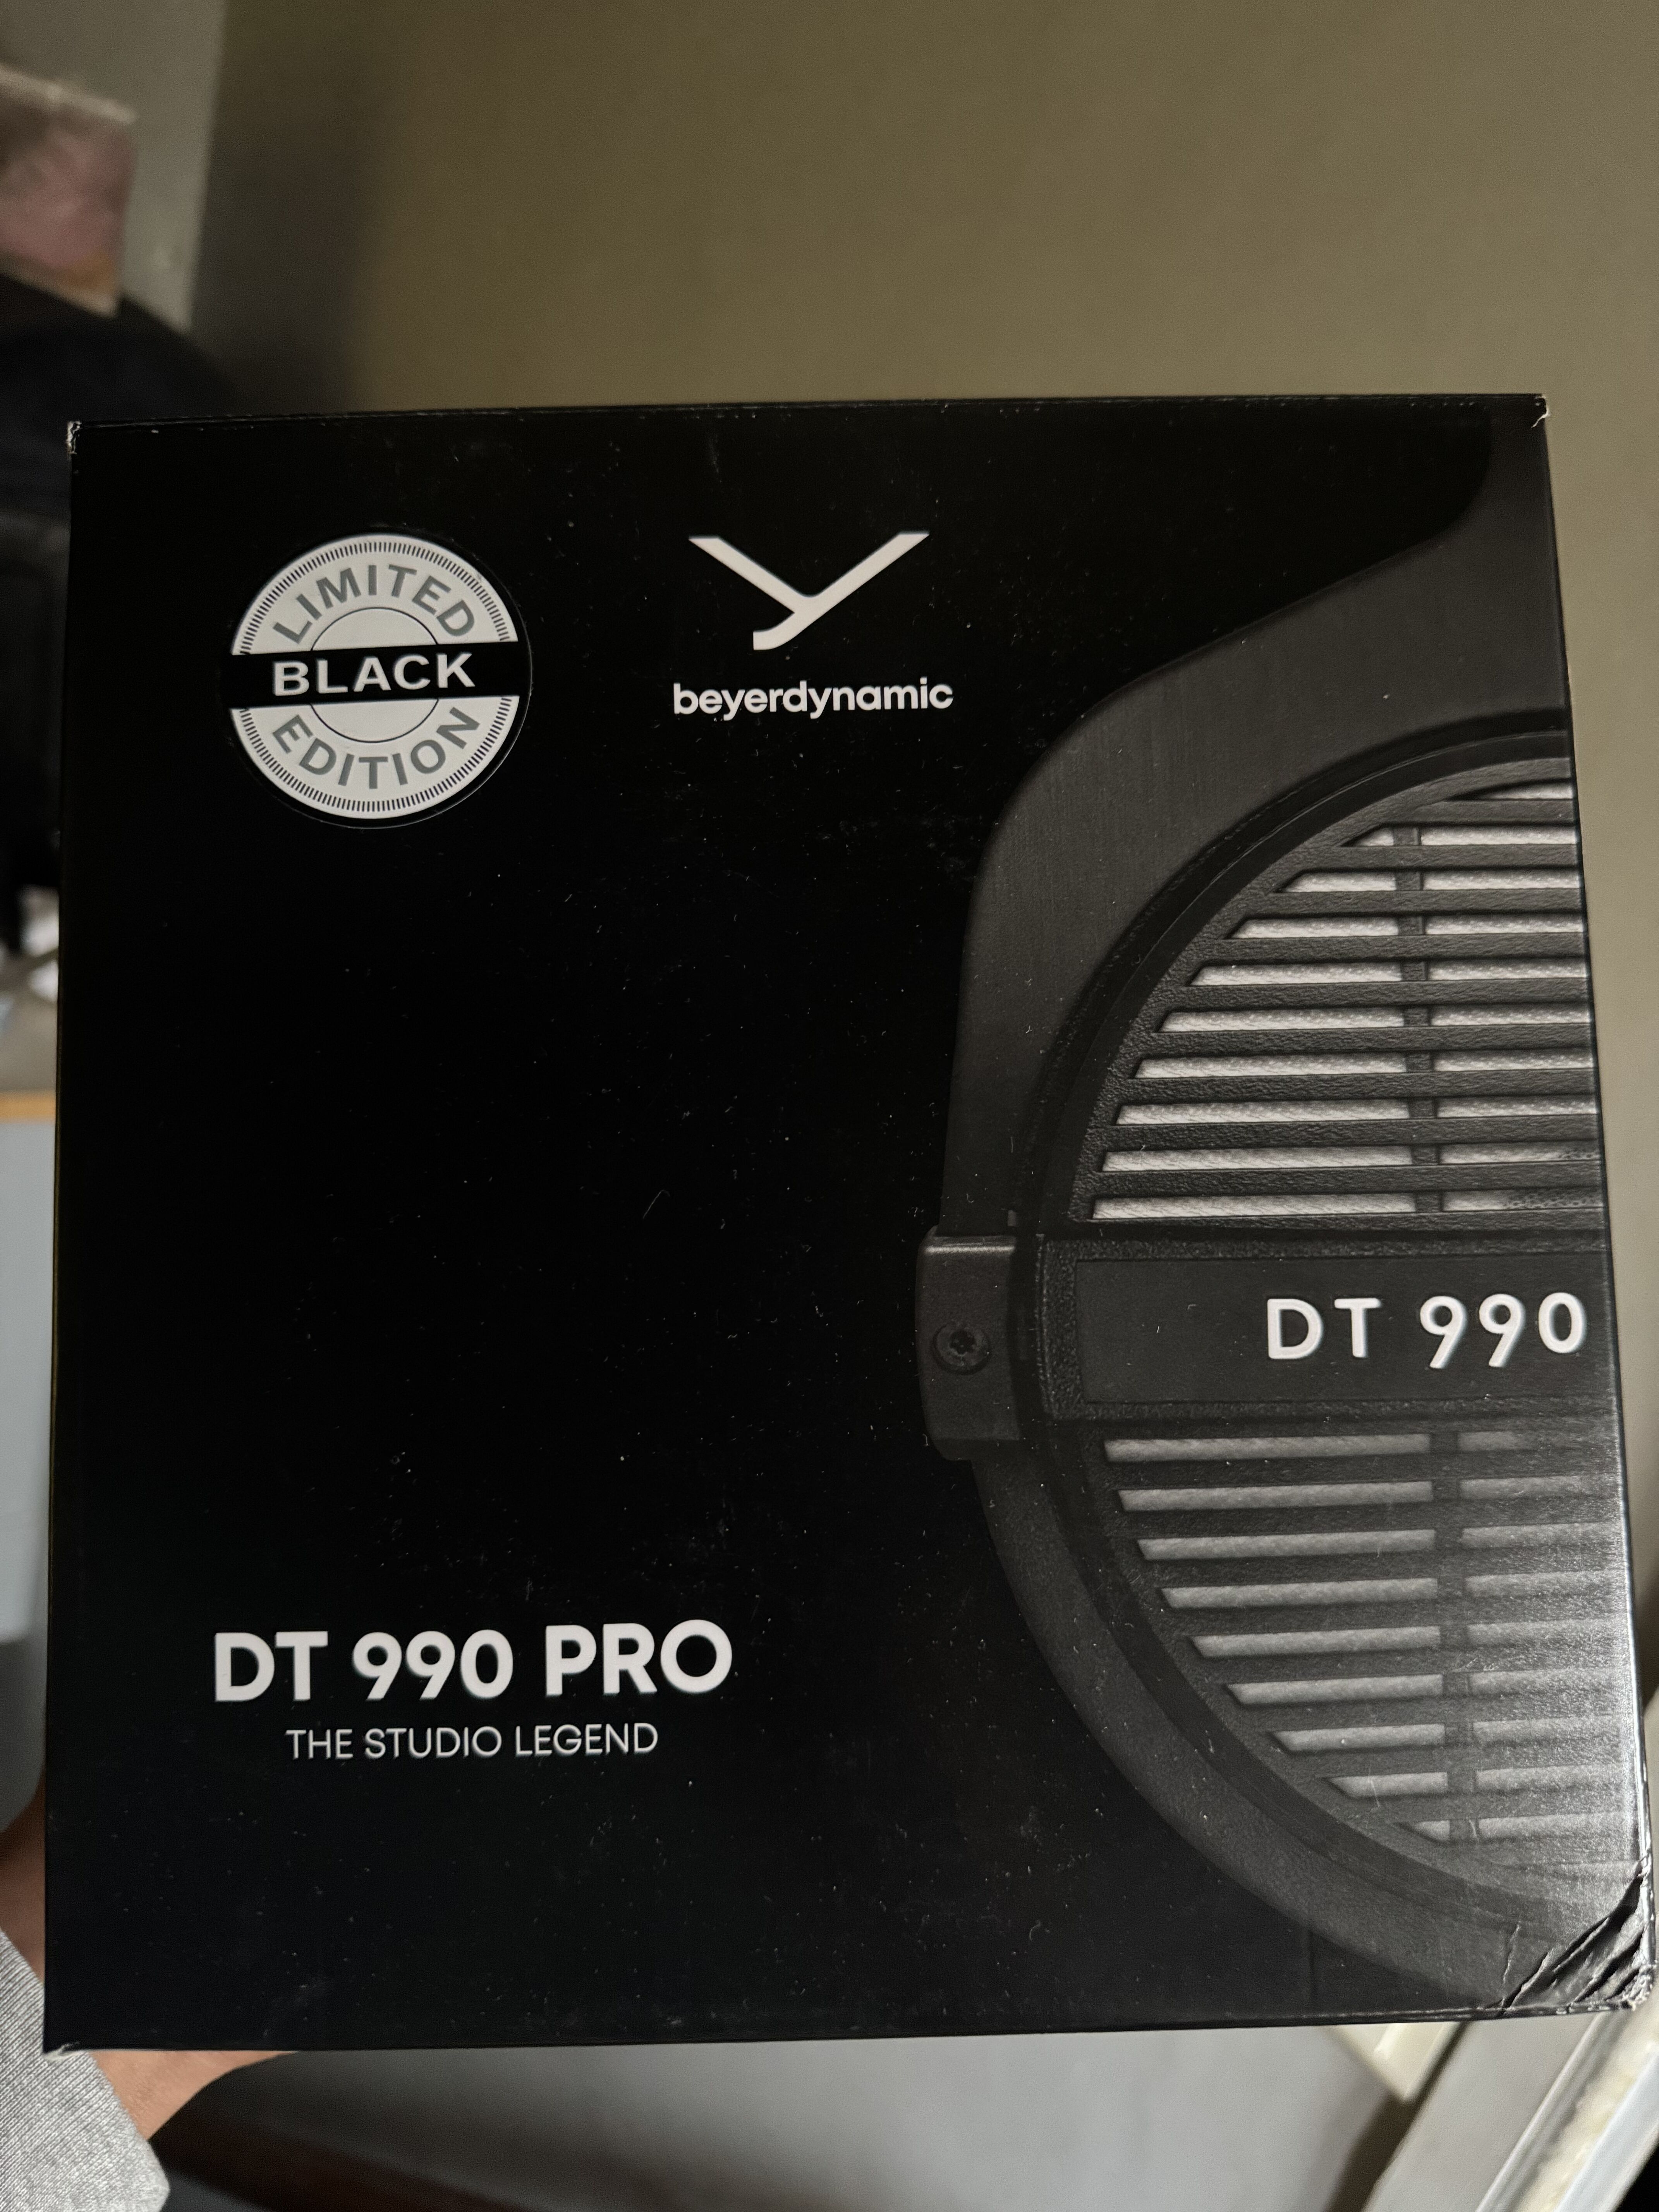 LIMITED
BLACK
EDITION
beyerdynamic
DT 990
DT 990 PRO
THE STUDIO LEGEND